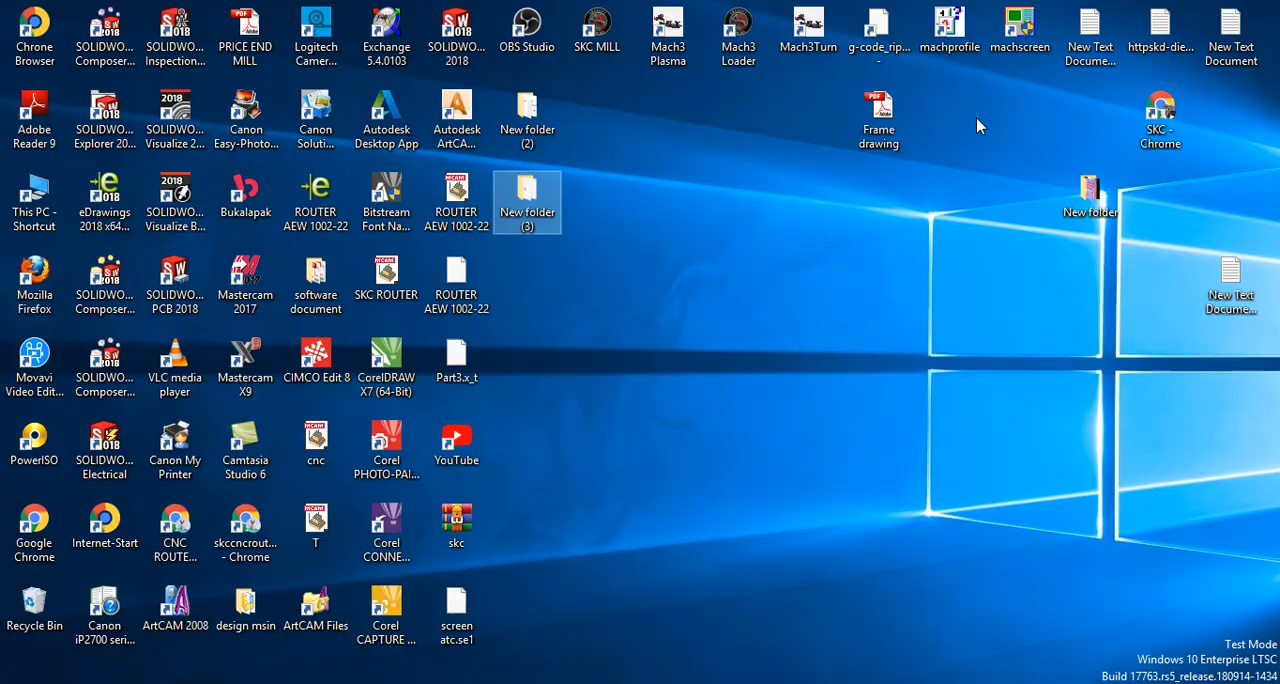 Chrome
Browser
SOLIDWO...
Composer...
SOLIDWO...
Inspection...
PRICE END
MILL
Logitech
Camer...
Exchange
5.4.0103
SOLIDWO...
2018
OBS Studio
SKC MILL
Mach3
Plasma
Mach3
Loader
Mach3Turn
g-code_rip...
-
machprofile
machscreen
New Text
Docume...
httpskd-die...
New Text
Document
Adobe
Reader 9
SOLIDWO...
Explorer 20...
SOLIDWO...
Visualize 2...
Canon
Easy-Photo...
Canon
Soluti...
Autodesk
Desktop App
Autodesk
ArtCA...
New folder
(2)
Frame
drawing
SKC -
Chrome
This PC -
Shortcut
eDrawings
2018 x64...
SOLIDWO...
Visualize B...
Bukalapak
ROUTER
AEW 1002-22
Bitstream
Font Na...
ROUTER
AEW 1002-22
New folder
(3)
New folder
Mozilla
Firefox
SOLIDWO...
Composer...
SOLIDWO...
PCB 2018
Mastercam
2017
software
document
SKC ROUTER
ROUTER
AEW 1002-22
New Text
Docume...
Movavi
Video Edit...
SOLIDWO...
Composer...
VLC media
player
Mastercam
X9
CIMCO Edit 8
CorelDRAW
X7 (64-Bit)
Part3.x_t
PowerISO
SOLIDWO...
Electrical
Canon My
Printer
Camtasia
Studio 6
cnc
Corel
PHOTO-PAI...
YouTube
Google
Chrome
Internet-Start
CNC
ROUTE...
skccncrout...
- Chrome
T
Corel
CONNE...
skc
Recycle Bin
Canon
iP2700 seri...
ArtCAM 2008
design msin
ArtCAM Files
Corel
CAPTURE ...
screen
atc.se1
Test Mode
Windows 10 Enterprise LTSC
Build 17763.rs5_release.180914-1434